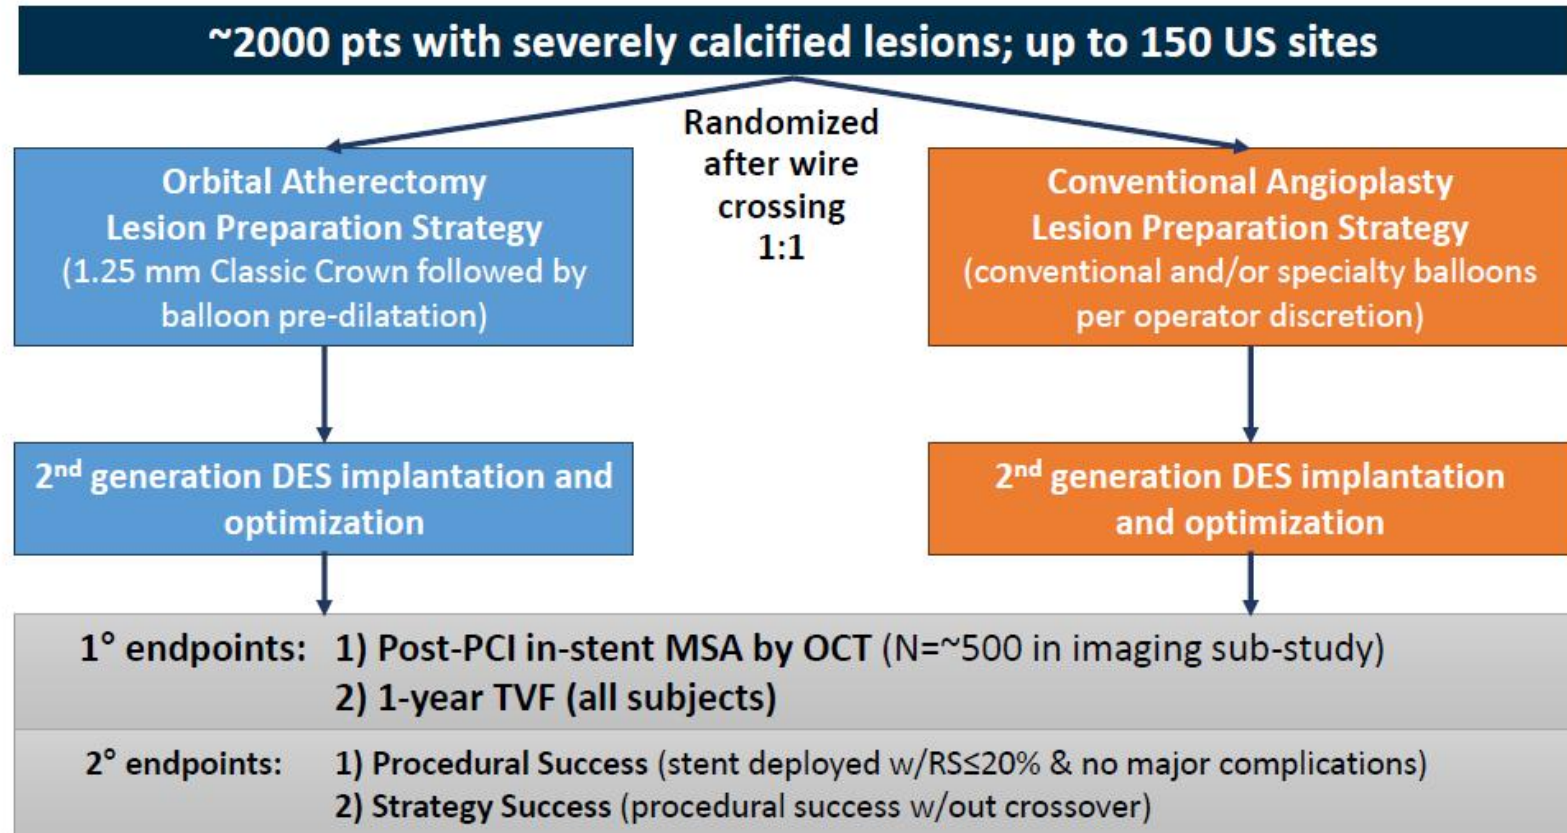 ~2000 pts with severely calcified lesions; up to 150 US sites
Randomized
after wire
crossing
1:1
Orbital Atherectomy
Lesion Preparation Strategy
(1.25 mm Classic Crown followed by
balloon pre-dilatation)
Conventional Angioplasty
Lesion Preparation Strategy
(conventional and/or specialty balloons
per operator discretion)
2nd generation DES implantation and
optimization
2nd generation DES implantation
and optimization
1° endpoints: 1) Post-PCI in-stent MSA by OCT (N=~500 in imaging sub-study)
2) 1-year TVF (all subjects)
2° endpoints: 1) Procedural Success (stent deployed w/RS≤20% & no major complications)
2) Strategy Success (procedural success w/out crossover)